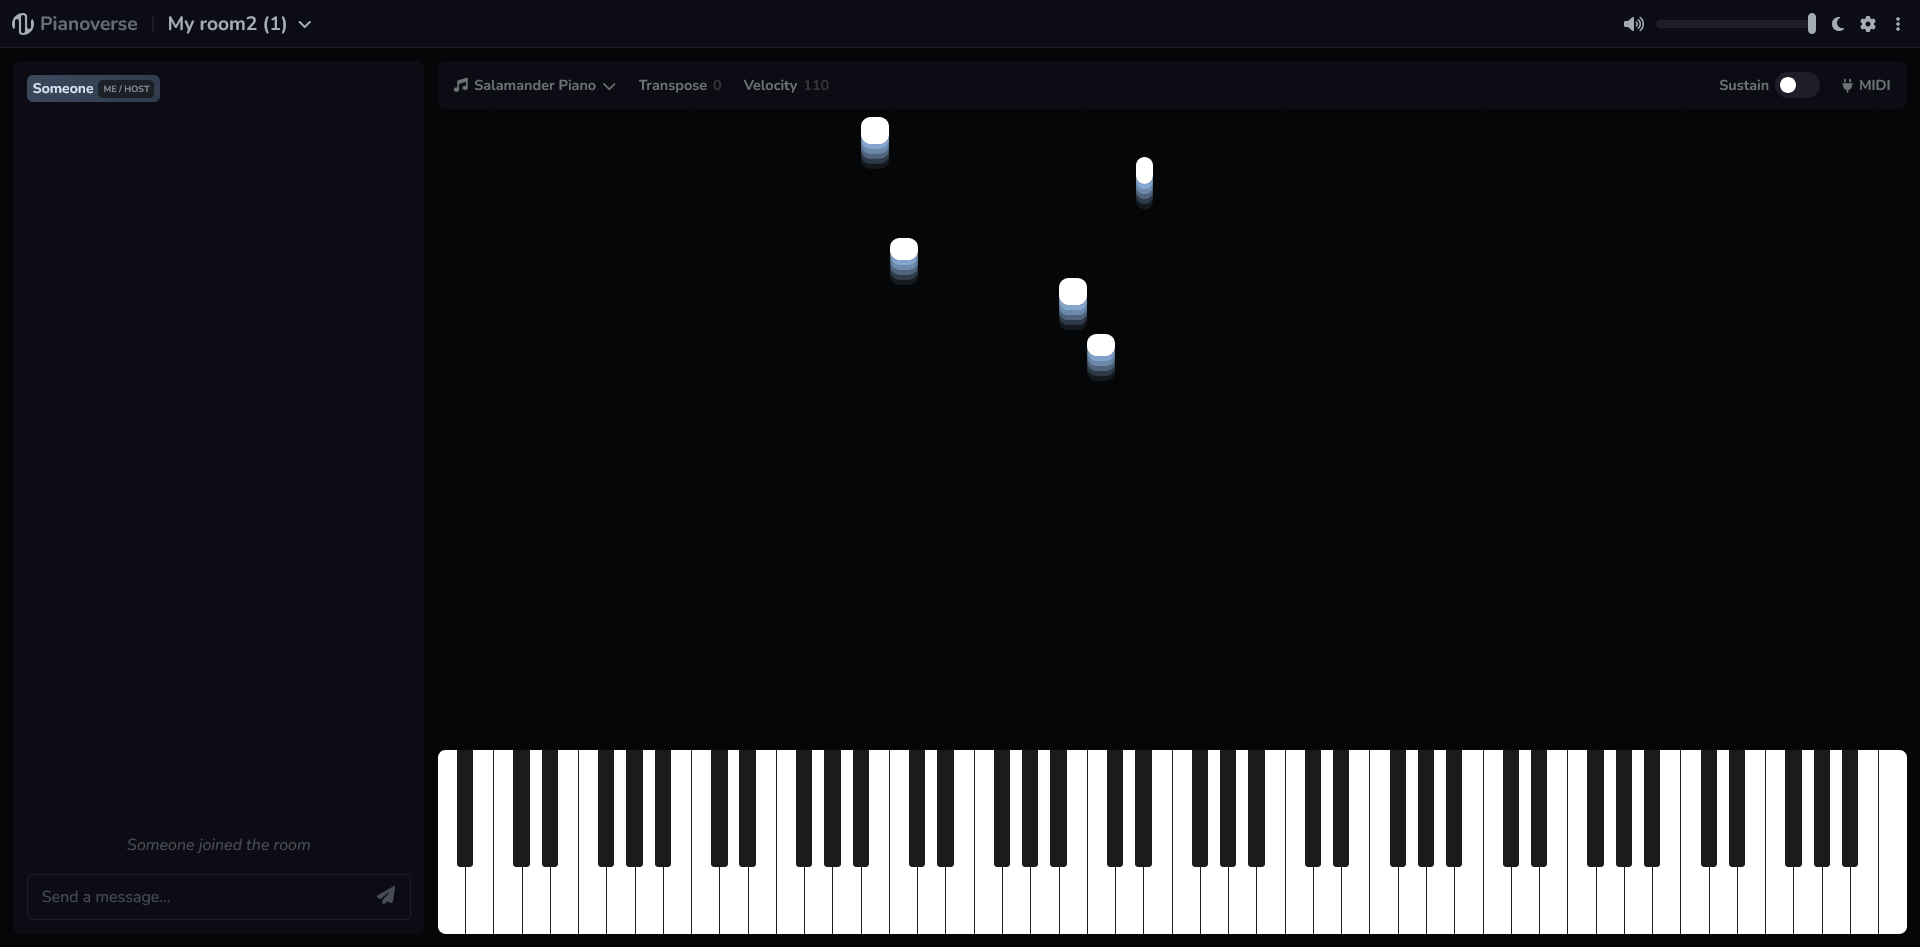 Pianoverse
My room2 (1)
Someone ME / HOST
Salamander Piano
Transpose 0
Velocity 110
Sustain
MIDI
Someone joined the room
Send a message...